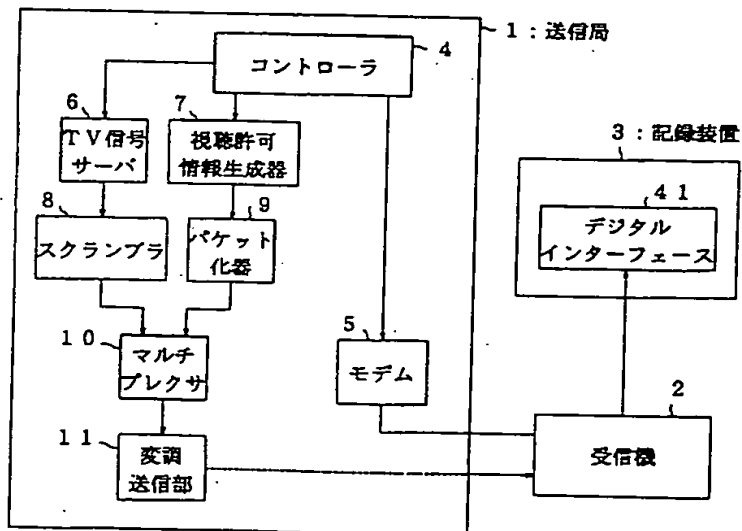 1：送信局
4
コントローラ
6
TV信号
サーバ
7
視聴許可
情報生成器
3：記録装置
41
デジタル
インターフェース
8
スクランブラ
9
パケット
化器
10
マルチ
プレクサ
5
モデム
2
受信機
11
変調
送信部